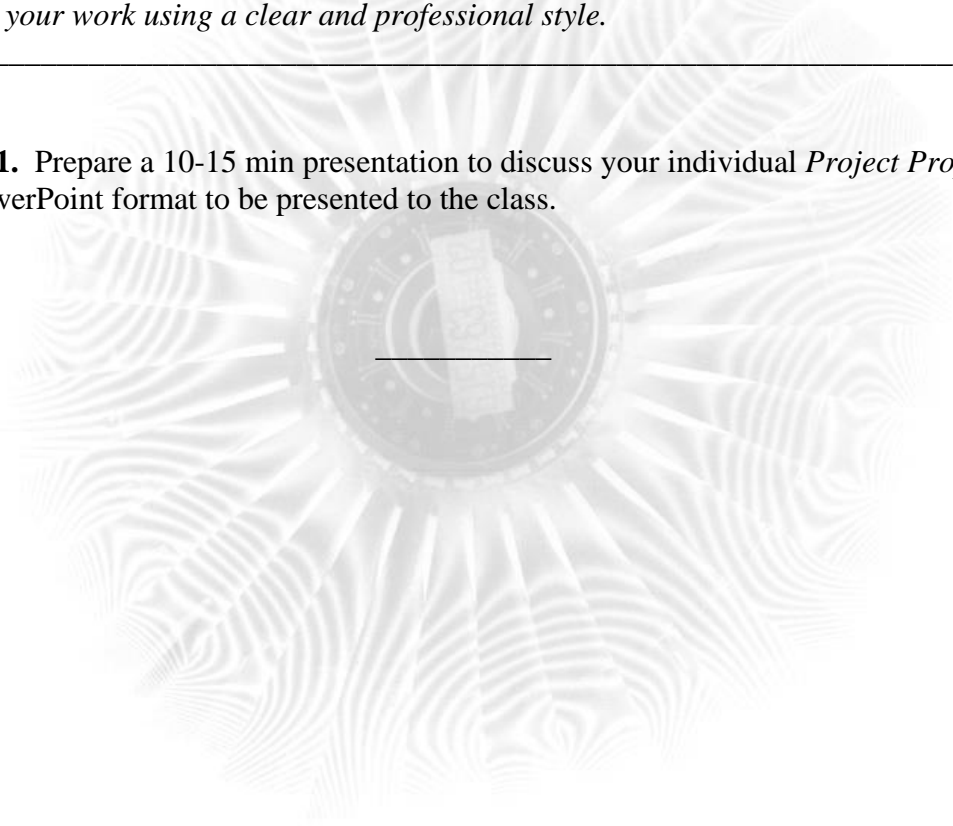 your work using a clear and professional style.
1. Prepare a 10-15 min presentation to discuss your individual Project Pro
verPoint format to be presented to the class.